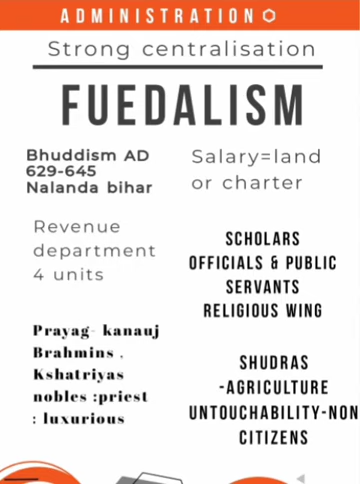 ADMINISTRATION
Strong centralisation
FUEDALISM
Bhuddism AD
629-645
Nalanda bihar
Salary=land
or charter
Revenue
department
4 units
SCHOLARS
OFFICIALS & PUBLIC
SERVANTS
RELIGIOUS WING
Prayag- kanauj
Brahmins ,
Kshatriyas
nobles :priest
: luxurious
SHUDRAS
-AGRICULTURE
UNTOUCHABILITY-NON
CITIZENS